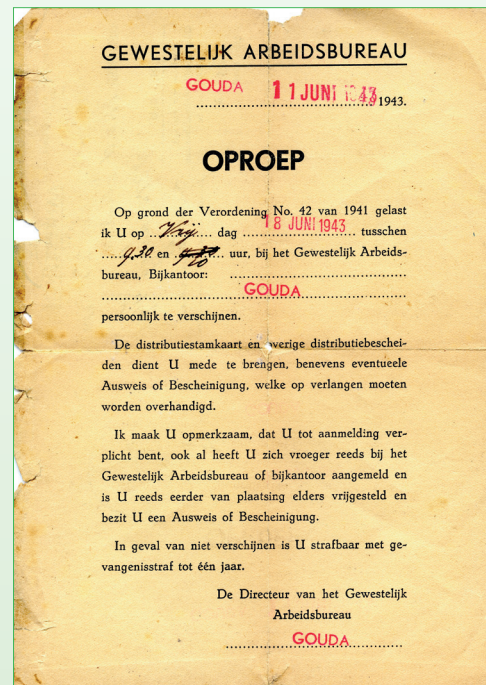 GEWESTELIJK ARBEIDSBUREAU
GOUDA 11 JUNI 1943 1943.
OPROEP
Op grond der Verordening No. 42 van 1941 gelast
ik U op Vrij dag 18 JUNI 1943 tusschen
9.30 en 10 uur, bij het Gewestelijk Arbeids-
bureau, Bijkantoor:
GOUDA
persoonlijk te verschijnen.
De distributiestamkaart en overige distributiebeschei-
den dient U mede te brengen, benevens eventueele
Ausweis of Bescheinigung, welke op verlangen moeten
worden overhandigd.
Ik maak U opmerkzaam, dat U tot aanmelding ver-
plicht bent, ook al heeft U zich vroeger reeds bij het
Gewestelijk Arbeidsbureau of bijkantoor aangemeld en
is U reeds eerder van plaatsing elders vrijgesteld en
bezit U een Ausweis of Bescheinigung.
In geval van niet verschijnen is U strafbaar met ge-
vangenisstraf tot één jaar.
De Directeur van het Gewestelijk
Arbeidsbureau
GOUDA